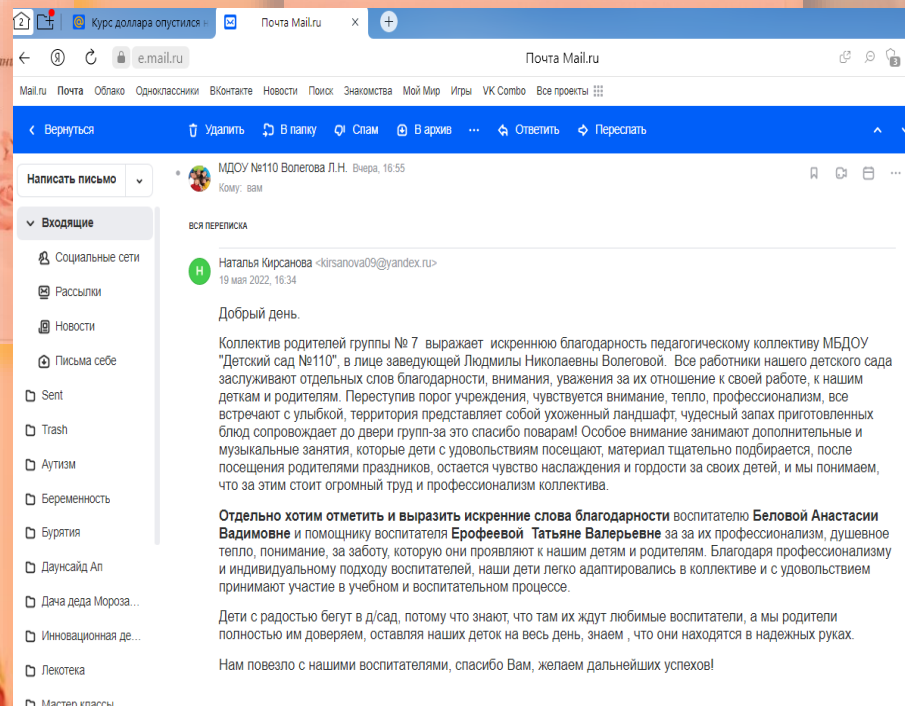 2
Курс доллара опустился н
Почта Mail.ru
e.mail.ru
Почта Mail.ru
3
Mail.ru Почта Облако Одноклассники ВКонтакте Новости Поиск Знакомства Мой Мир Игры VK Combo Все проекты
Вернуться
Удалить В папку Спам В архив ... Ответить Переслать
Написать письмо
Входящие
Социальные сети
Рассылки
Новости
Письма себе
Sent
Trash
Аутизм
Беременность
Бурятия
Даунсайд Ап
Дача деда Мороза...
Инновационная де...
Лекотека
Мастер классы
МДОУ №110 Волегова Л.Н. Вчера, 16:55
Кому: вам
ВСЯ ПЕРЕПИСКА
Н
Наталья Кирсанова <kirsanova09@yandex.ru>
19 мая 2022, 16:34
Добрый день.
Коллектив родителей группы № 7 выражает искреннюю благодарность педагогическому коллективу МБДОУ
"Детский сад №110", в лице заведующей Людмилы Николаевны Волеговой. Все работники нашего детского сада
заслуживают отдельных слов благодарности, внимания, уважения за их отношение к своей работе, к нашим
деткам и родителям. Переступив порог учреждения, чувствуется внимание, тепло, профессионализм, все
встречают с улыбкой, территория представляет собой ухоженный ландшафт, чудесный запах приготовленных
блюд сопровождает до двери групп-за это спасибо поварам! Особое внимание занимают дополнительные и
музыкальные занятия, которые дети с удовольствиям посещают, материал тщательно подбирается, после
посещения родителями праздников, остается чувство наслаждения и гордости за своих детей, и мы понимаем,
что за этим стоит огромный труд и профессионализм коллектива.
Отдельно хотим отметить и выразить искренние слова благодарности воспитателю Беловой Анастасии
Вадимовне и помощнику воспитателя Ерофеевой Татьяне Валерьевне за за их профессионализм, душевное
тепло, понимание, за заботу, которую они проявляют к нашим детям и родителям. Благодаря профессионализму
и индивидуальному подходу воспитателей, наши дети легко адаптировались в коллективе и с удовольствием
принимают участие в учебном и воспитательном процессе.
Дети с радостью бегут в д/сад, потому что знают, что там их ждут любимые воспитатели, а мы родители
полностью им доверяем, оставляя наших деток на весь день, знаем , что они находятся в надежных руках.
Нам повезло с нашими воспитателями, спасибо Вам, желаем дальнейших успехов!